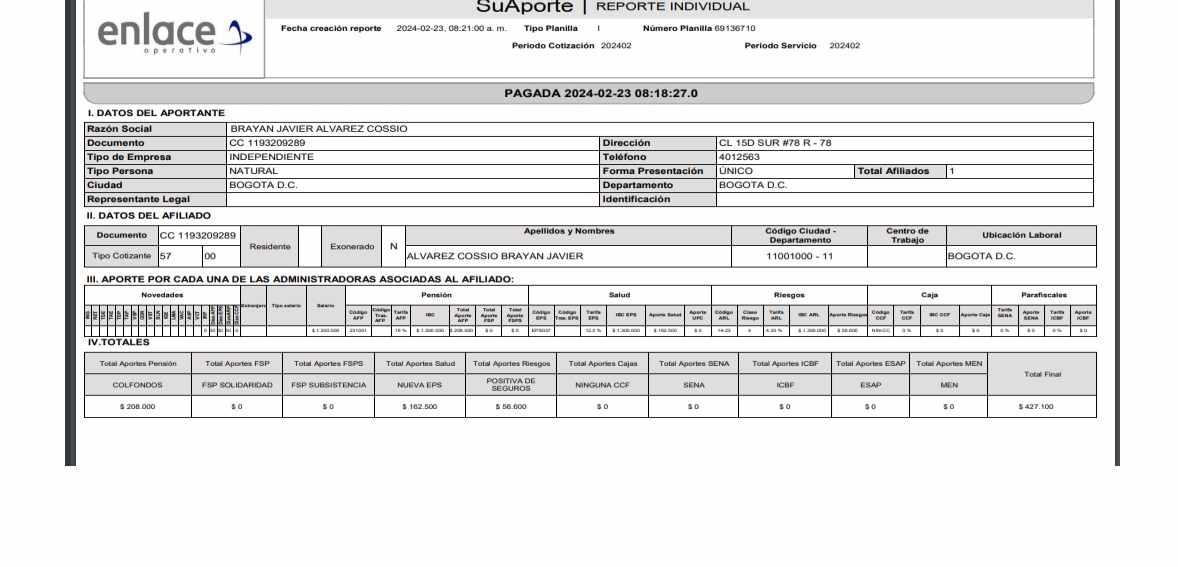 SuAporte | REPORTE INDIVIDUAL
enlace operativo
Fecha creación reporte 2024-02-23, 08:21:00 a. m. Tipo Planilla I Número Planilla 69136710
Periodo Cotización 202402 Periodo Servicio 202402
PAGADA 2024-02-23 08:18:27.0
I. DATOS DEL APORTANTE
Razón Social BRAYAN JAVIER ALVAREZ COSSIO
Documento CC 1193209289 Dirección CL 15D SUR #78 R - 78
Tipo de Empresa INDEPENDIENTE Teléfono 4012563
Tipo Persona NATURAL Forma Presentación ÚNICO Total Afiliados 1
Ciudad BOGOTA D.C. Departamento BOGOTA D.C.
Representante Legal Identificación
II. DATOS DEL AFILIADO
Documento CC 1193209289 Residente Exonerado N Apellidos y Nombres Código Ciudad - Departamento Centro de Trabajo Ubicación Laboral
Tipo Cotizante 57 00 ALVAREZ COSSIO BRAYAN JAVIER 11001000 - 11 BOGOTA D.C.
III. APORTE POR CADA UNA DE LAS ADMINISTRADORAS ASOCIADAS AL AFILIADO:
Novedades Extranjero Tipo salario Salario Pensión Salud Riesgos Caja Parafiscales
Código AFP Código Tras. AFP Tarifa AFP IBC Total Aporte AFP Total Aporte FSP Total Aporte FSPS Código EPS Código Tras. EPS Tarifa EPS IBC EPS Aporte Salud Aporte UPC Código ARL Clase Riesgo Tarifa ARL IBC ARL Aporte Riesgos Código CCF Tarifa CCF IBC CCF Aporte Caja Tarifa SENA Aporte SENA Tarifa ICBF Aporte ICBF
$ 1.300.000 16 % $ 1.300.000 $ 208.000 $ 0 $ 0 12.5 % $ 1.300.000 $ 162.500 $ 0 14-23 4 4.35 % $ 1.300.000 $ 56.600 NINCC 0 % $ 0 $ 0 0 % $ 0 0 % $ 0
IV.TOTALES
Total Aportes Pensión Total Aportes FSP Total Aportes FSPS Total Aportes Salud Total Aportes Riesgos Total Aportes Cajas Total Aportes SENA Total Aportes ICBF Total Aportes ESAP Total Aportes MEN Total Final
COLFONDOS FSP SOLIDARIDAD FSP SUBSISTENCIA NUEVA EPS POSITIVA DE SEGUROS NINGUNA CCF SENA ICBF ESAP MEN
$ 208.000 $ 0 $ 0 $ 162.500 $ 56.600 $ 0 $ 0 $ 0 $ 0 $ 0 $ 427.100